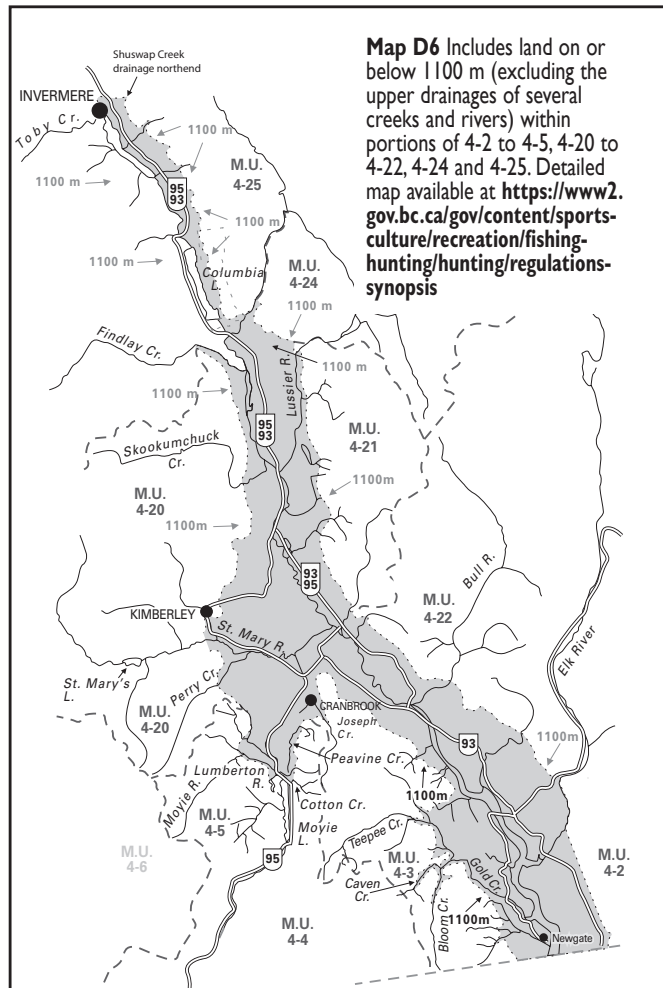 Shuswap Creek
drainage northend
INVERMERE
Toby Cr.
1100 m
1100 m
1100 m
1100 m
1100 m
95
93
M.U.
4-25
Columbia
L.
M.U.
4-24
1100 m
Map D6 Includes land on or
below 1100 m (excluding the
upper drainages of several
creeks and rivers) within
portions of 4-2 to 4-5, 4-20 to
4-22, 4-24 and 4-25. Detailed
map available at https://www2.
gov.bc.ca/gov/content/sports-
culture/recreation/fishing-
hunting/hunting/regulations-
synopsis
Findlay Cr.
1100 m
1100 m
Lussier R.
95
93
Skookumchuck
Cr.
M.U.
4-21
M.U.
4-20
1100m
1100m
93
95
Bull R.
M.U.
4-22
KIMBERLEY
St. Mary R.
Elk River
St. Mary's
L.
Perry Cr.
M.U.
4-20
CRANBROOK
Joseph
Cr.
93
1100m
Peavine Cr.
Lumberton
R.
1100m
Moyie R.
Cotton Cr.
M.U.
4-5
Moyie
L.
Teepee Cr.
M.U.
4-6
95
M.U.
4-3
Caven
Cr.
Gold Cr.
M.U.
4-2
Bloom Cr.
1100m
M.U.
4-4
Newgate